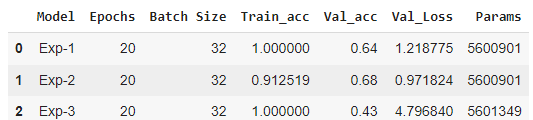 Model Epochs Batch Size Train_acc Val_acc Val_Loss Params
0 Exp-1 20 32 1.000000 0.64 1.218775 5600901
1 Exp-2 20 32 0.912519 0.68 0.971824 5600901
2 Exp-3 20 32 1.000000 0.43 4.796840 5601349